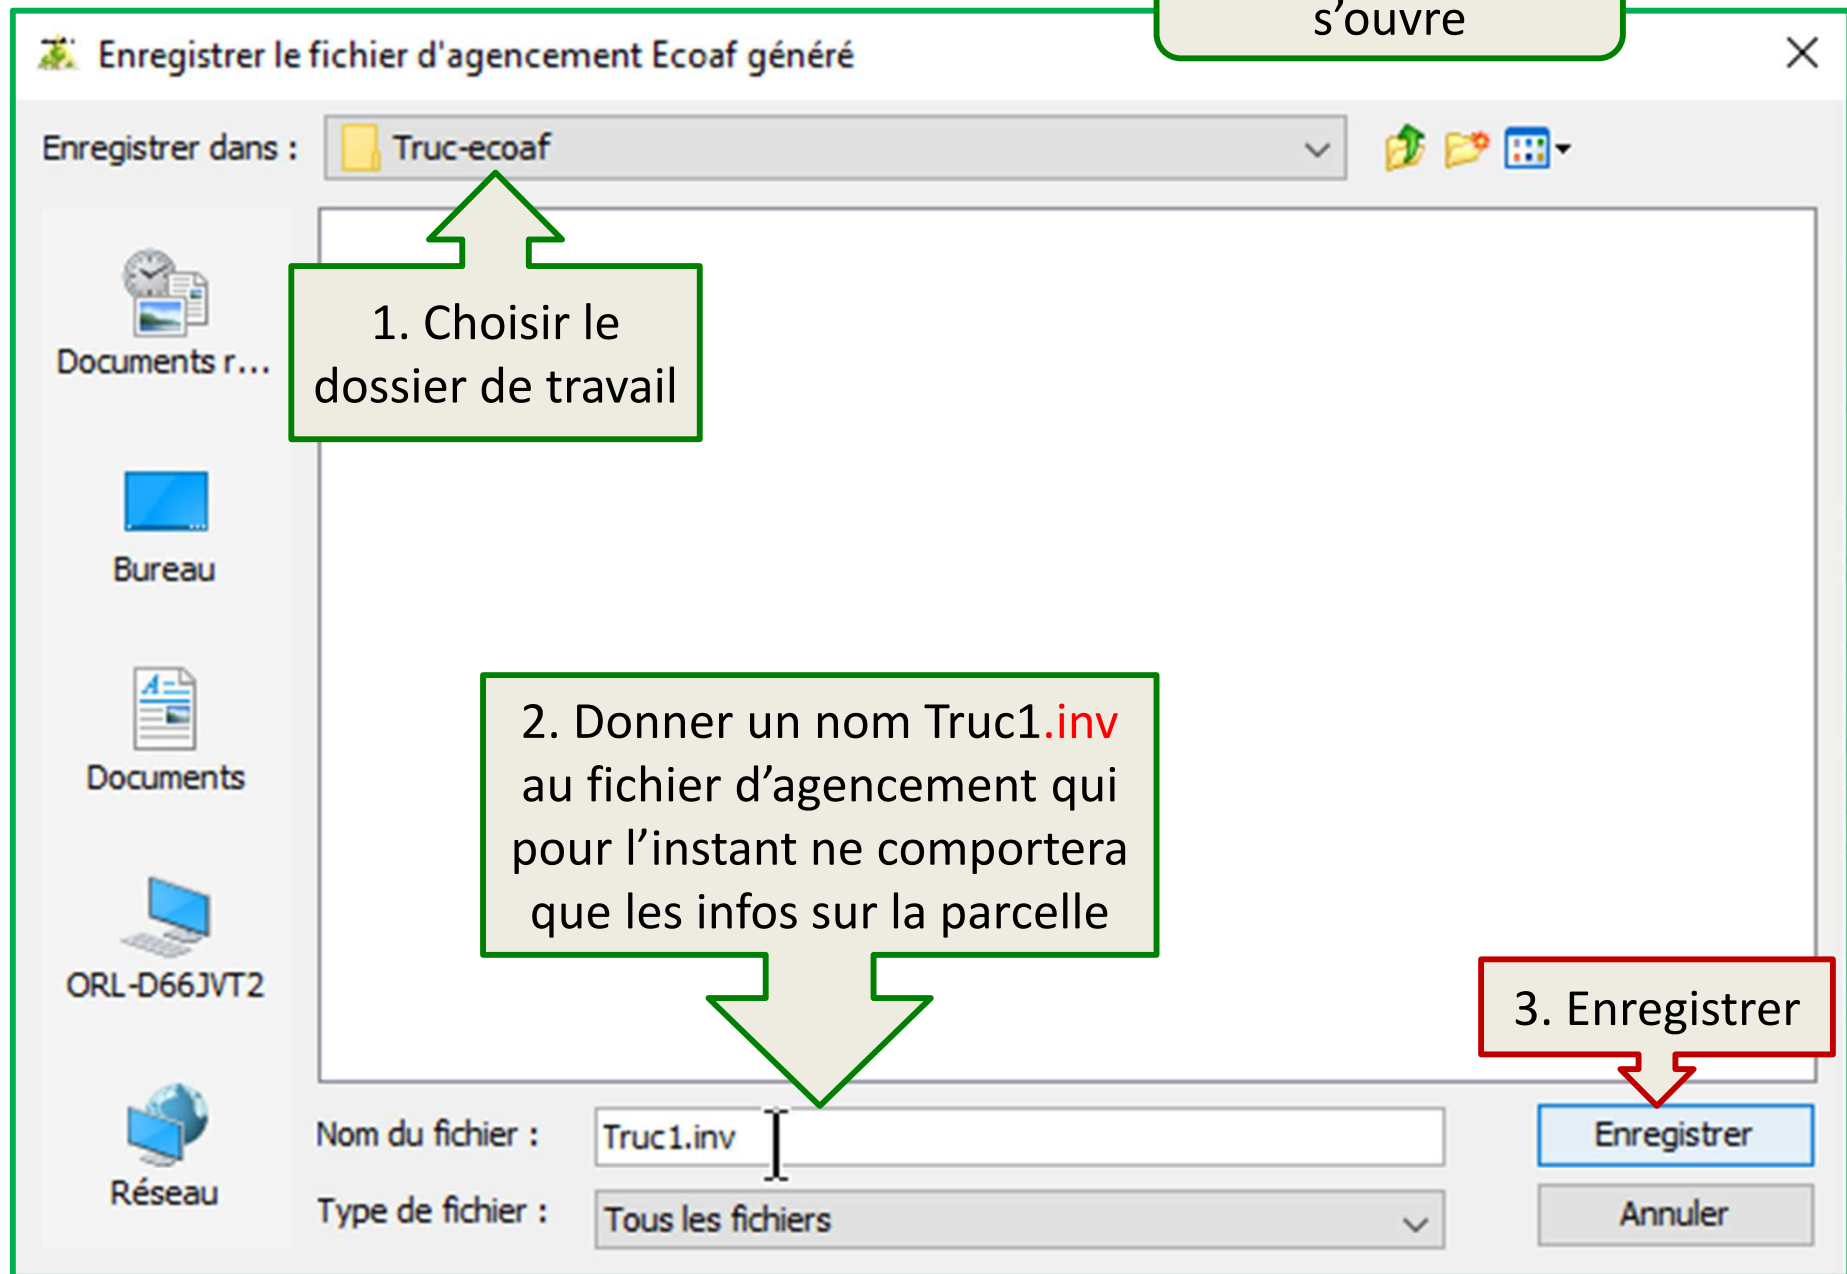 s’ouvre
Enregistrer le fichier d'agencement Ecoaf généré
Enregistrer dans :
Truc-ecoaf
1. Choisir le
dossier de travail
Documents r...
Bureau
Documents
ORL-D66JVT2
Réseau
2. Donner un nom Truc1.inv
au fichier d’agencement qui
pour l’instant ne comportera
que les infos sur la parcelle
3. Enregistrer
Nom du fichier :
Truc1.inv
Enregistrer
Type de fichier :
Tous les fichiers
Annuler